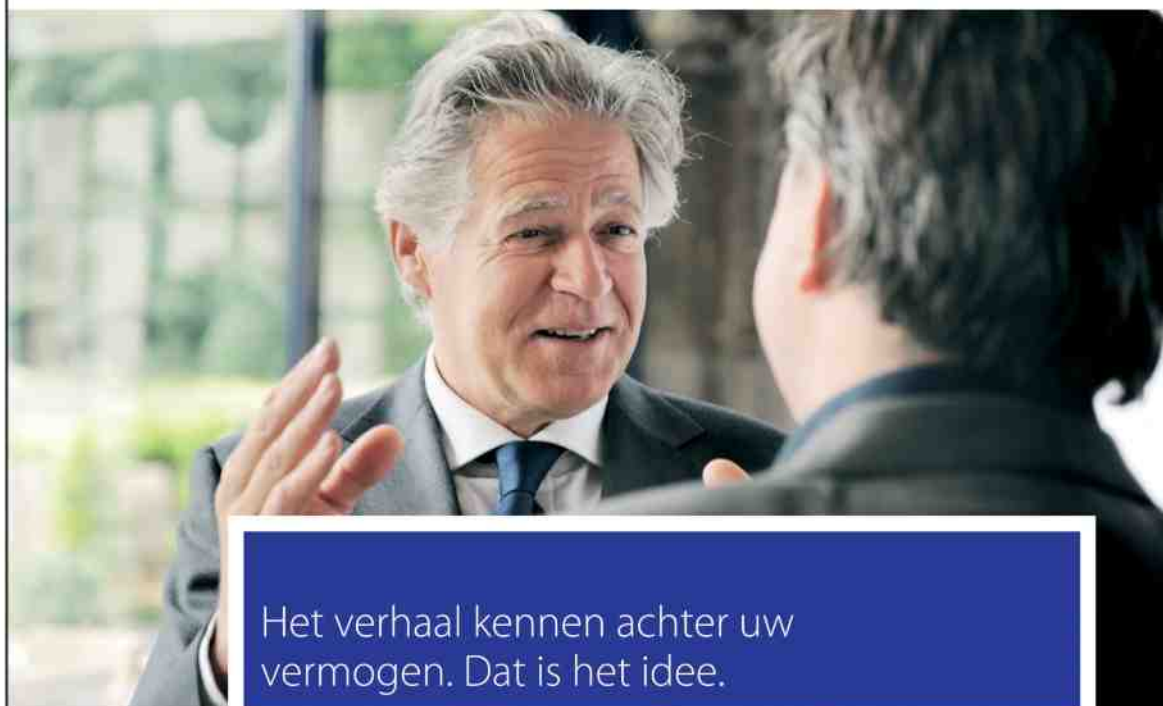 Het verhaal kennen achter uw
vermogen. Dat is het idee.